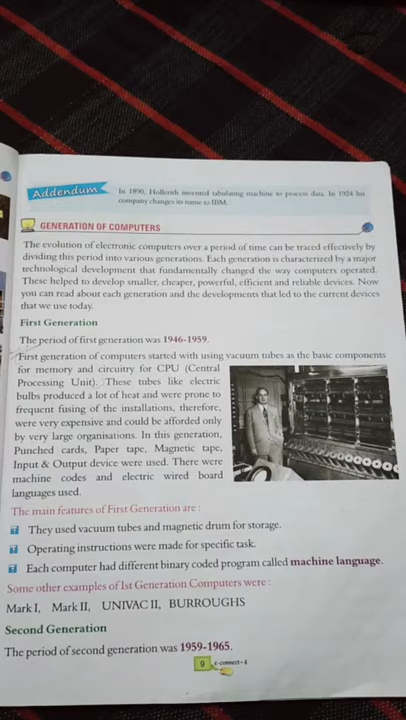 Addendum
In 1890, Hollerith invented tabulating machine to process data. In 1924 his
company changes its name to IBM.
GENERATION OF COMPUTERS
The evolution of electronic computers over a period of time can be traced effectively by
dividing this period into various generations. Each generation is characterized by a major
technological development that fundamentally changed the way computers operated.
These helped to develop smaller, cheaper, powerful, efficient and reliable devices. Now
you can read about each generation and the developments that led to the current devices
that we use today.
First Generation
The period of first generation was 1946-1959.
First generation of computers started with using vacuum tubes as the basic components
for memory and circuitry for CPU (Central
Processing Unit). These tubes like electric
bulbs produced a lot of heat and were prone to
frequent fusing of the installations, therefore,
were very expensive and could be afforded only
by very large organisations. In this generation,
Punched cards, Paper tape, Magnetic tape,
Input & Output device were used. There were
machine codes and electric wired board
languages used.
The main features of First Generation are :
They used vacuum tubes and magnetic drum for storage.
Operating instructions were made for specific task.
Each computer had different binary coded program called machine language.
Some other examples of Ist Generation Computers were :
Mark I, Mark II, UNIVAC II, BURROUGHS
Second Generation
The period of second generation was 1959-1965.
9 e-connect-4